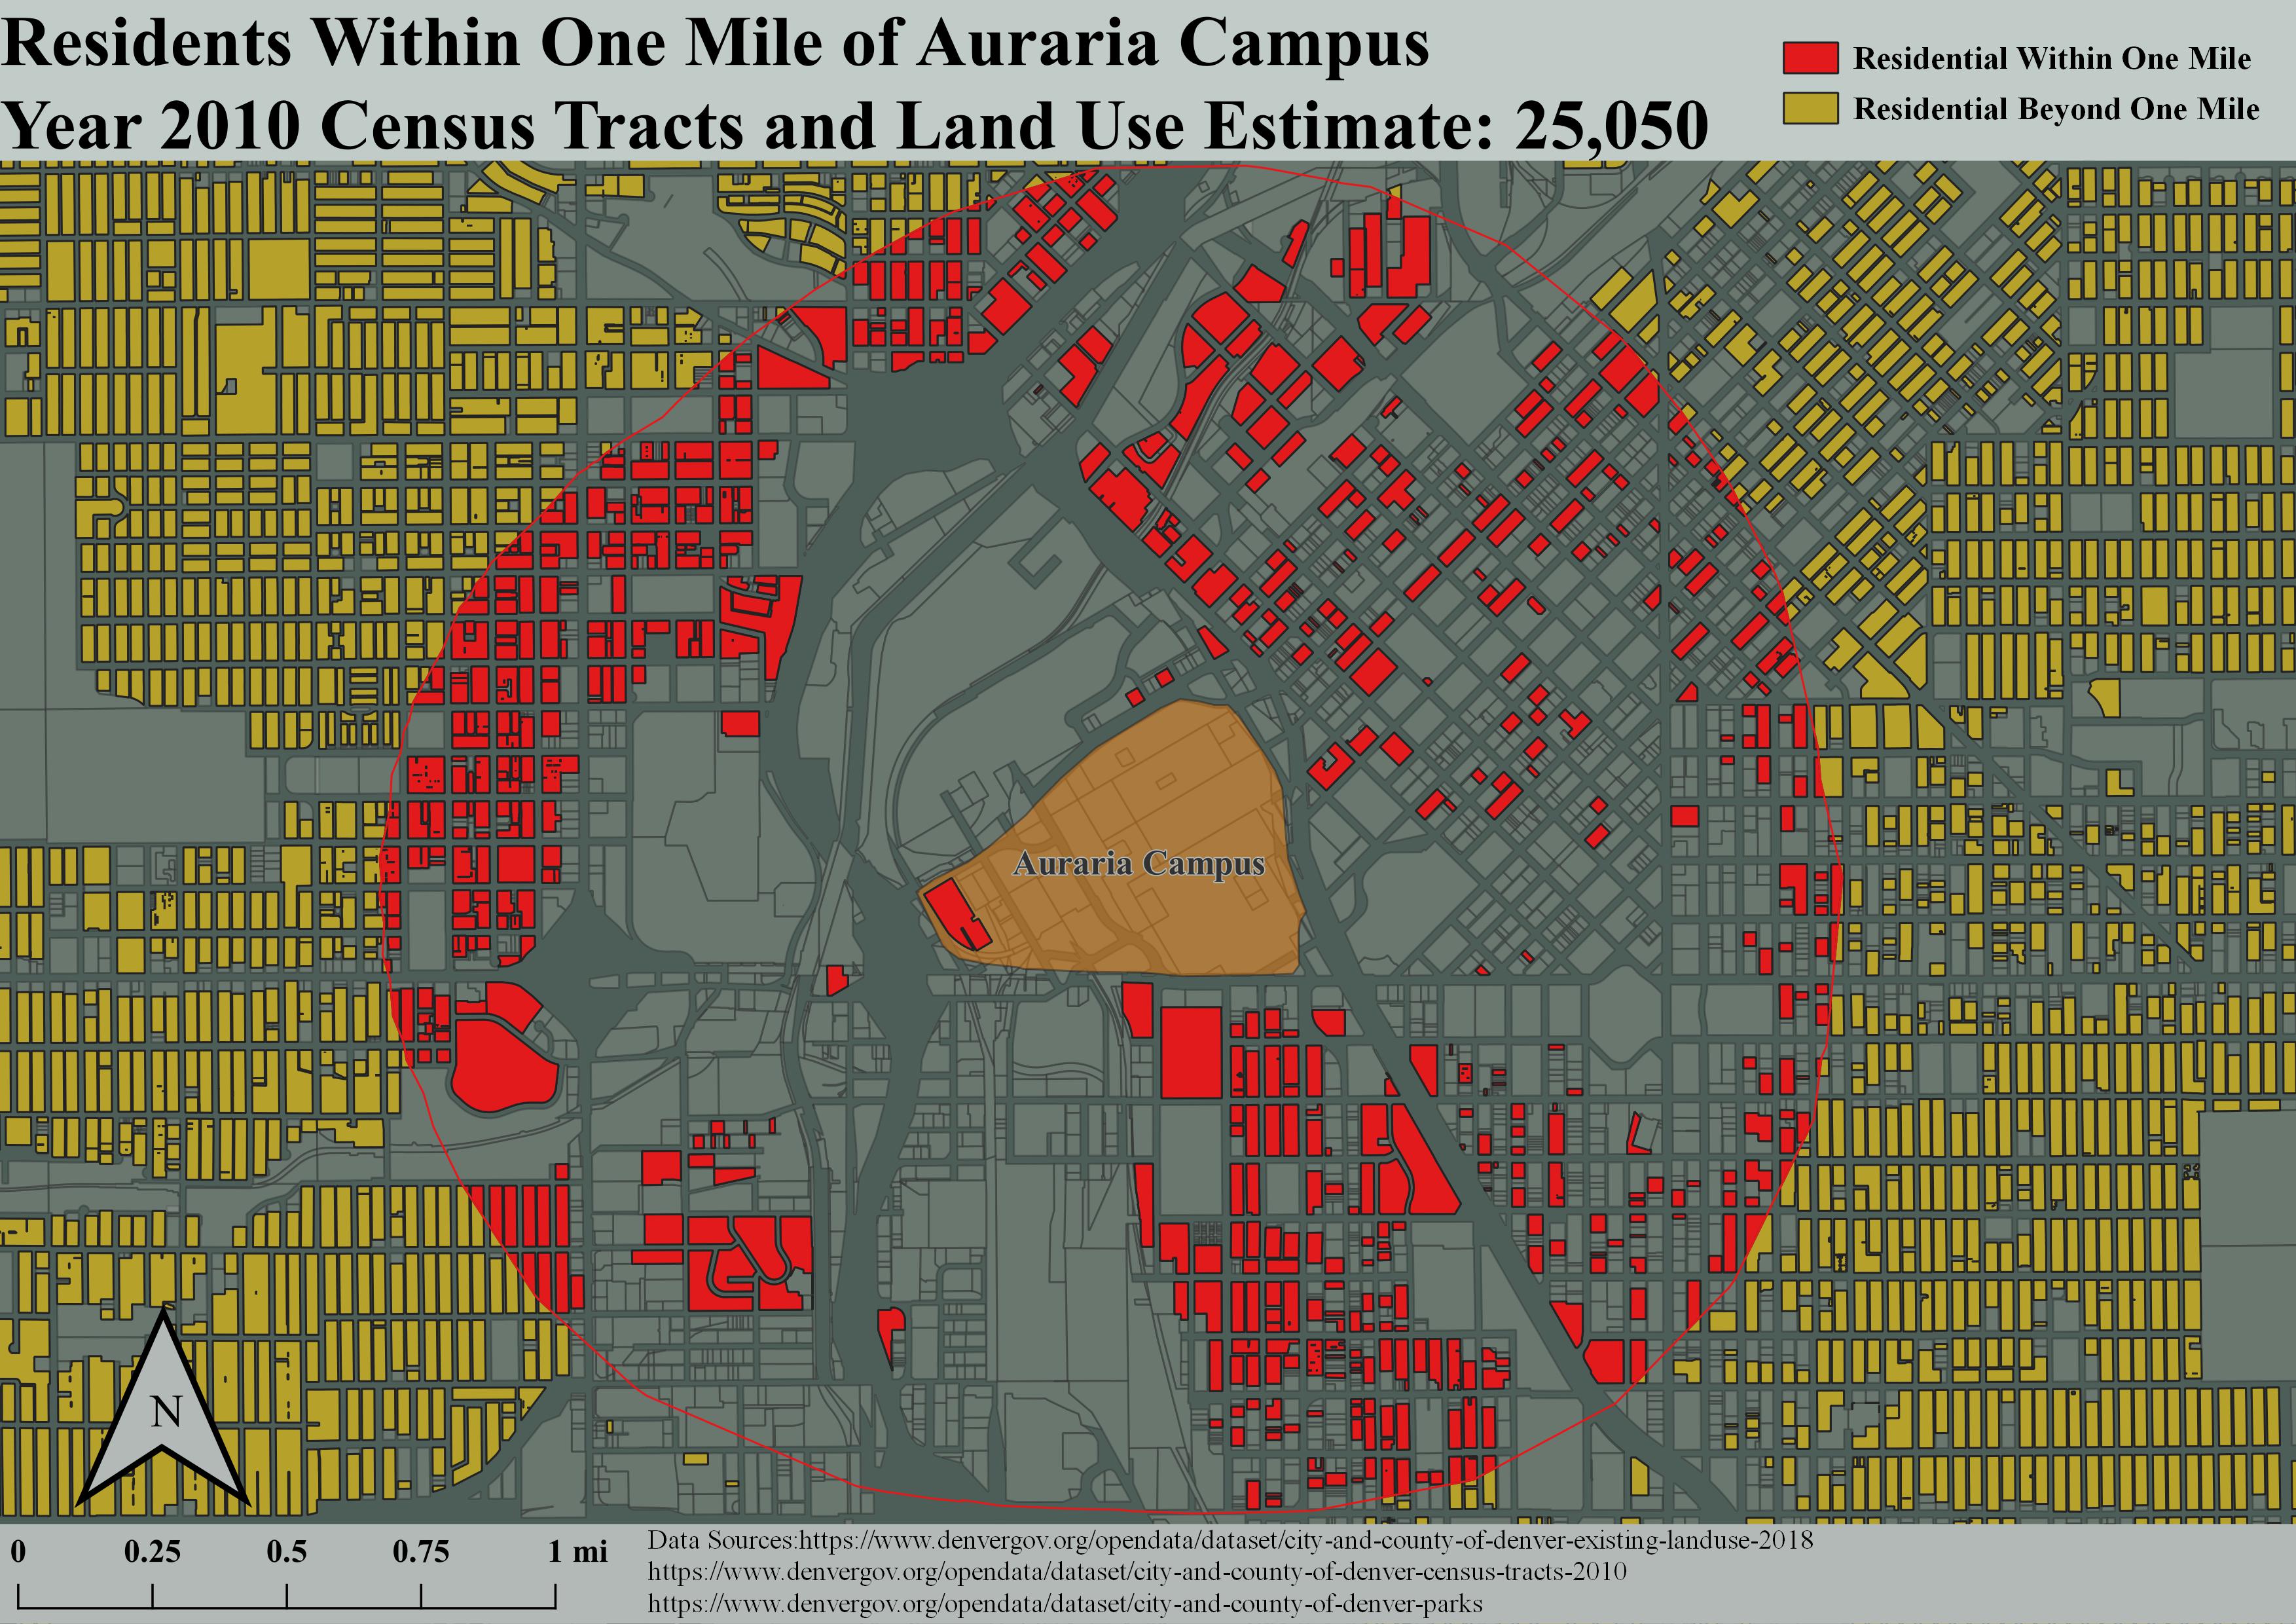 Residents Within One Mile of Auraria Campus
Year 2010 Census Tracts and Land Use Estimate: 25,050
Residential Within One Mile
Residential Beyond One Mile
Auraria Campus
N
0 0.25 0.5 0.75 1 mi
Data Sources:https://www.denvergov.org/opendata/dataset/city-and-county-of-denver-existing-landuse-2018
https://www.denvergov.org/opendata/dataset/city-and-county-of-denver-census-tracts-2010
https://www.denvergov.org/opendata/dataset/city-and-county-of-denver-parks